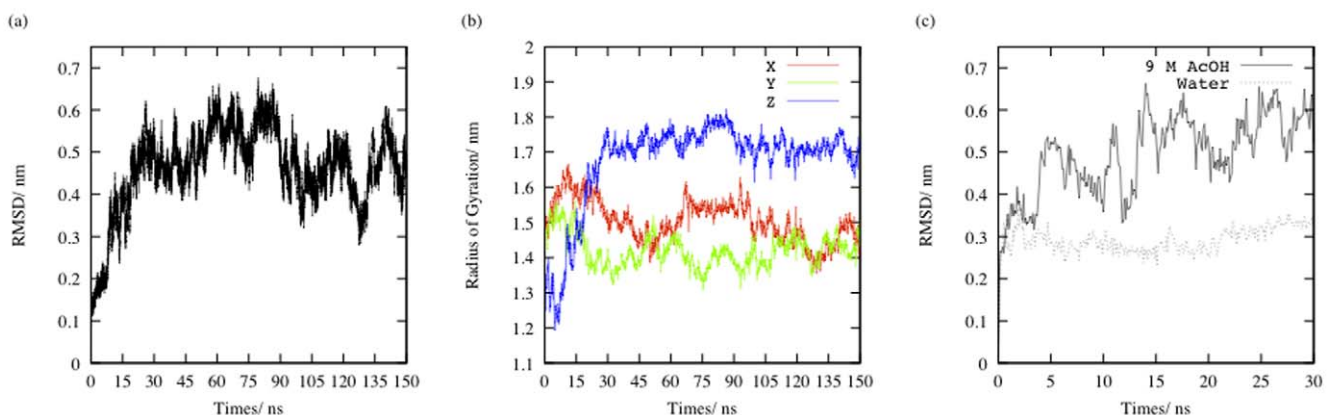 (a)
RMSD/ nm
0.7
0.6
0.5
0.4
0.3
0.2
0.1
0
0 15 30 45 60 75 90 105 120 135 150
Times/ ns
(b)
Radius of Gyration/ nm
2
1.9
1.8
1.7
1.6
1.5
1.4
1.3
1.2
1.1
X
Y
Z
0 15 30 45 60 75 90 105 120 135 150
Times/ ns
(c)
RMSD/ nm
0.7
0.6
0.5
0.4
0.3
0.2
0.1
0
9 M AcOH
Water
0 5 10 15 20 25 30
Times/ ns